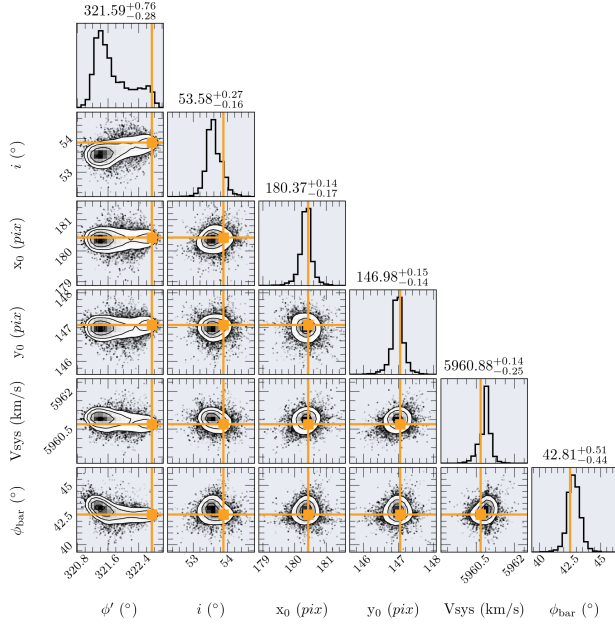 321.59+0.76−0.28
53.58+0.27−0.16
54
53
i (°)
180.37+0.14−0.17
181
180
179
x0 (pix)
146.98+0.15−0.14
148
147
146
y0 (pix)
5960.88+0.14−0.25
5962
5960.5
Vsys (km/s)
42.81+0.51−0.44
45
42.5
40
ϕbar (°)
320.8 321.6 322.4
53 54
179 180 181
146 147 148
5960.5 5962
40 42.5 45
ϕ′ (°) i (°) x0 (pix) y0 (pix) Vsys (km/s) ϕbar (°)